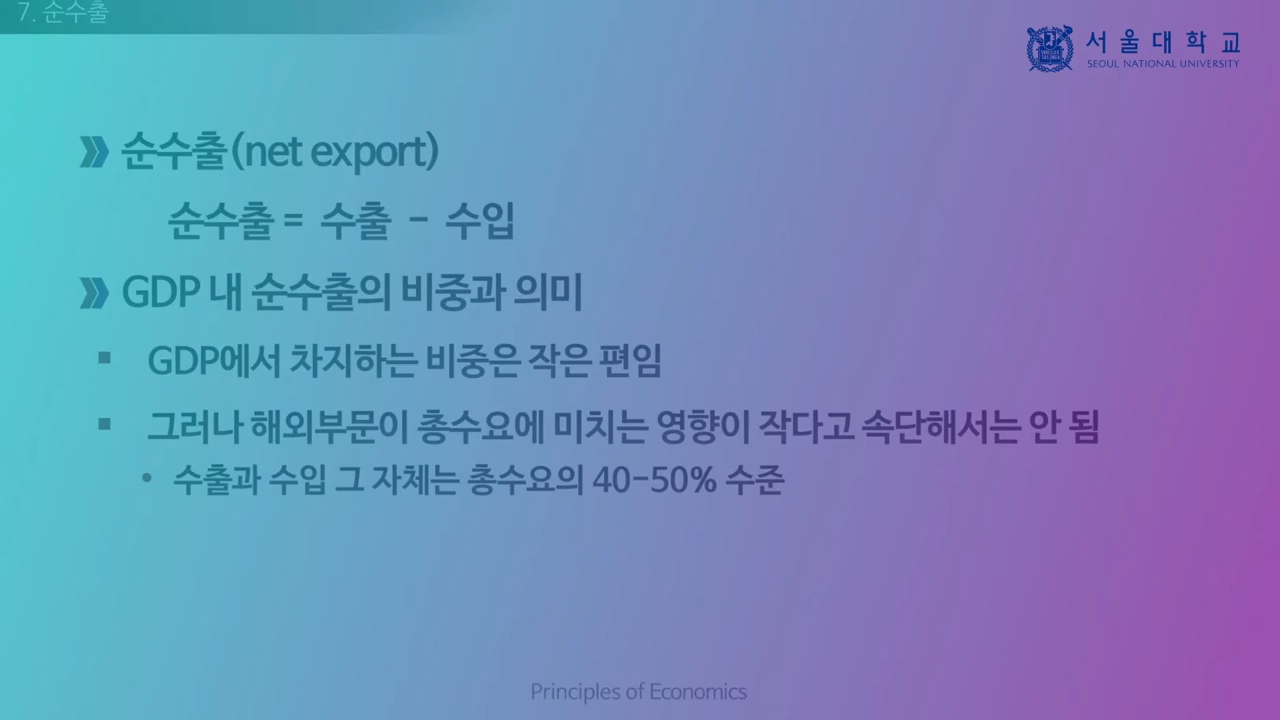 7. 순수출
서울대학교
SEOUL NATIONAL UNIVERSITY
순수출(net export)
순수출 = 수출 - 수입
GDP 내 순수출의 비중과 의미
GDP에서 차지하는 비중은 작은 편임
그러나 해외부문이 총수요에 미치는 영향이 작다고 속단해서는 안 됨
수출과 수입 그 자체는 총수요의 40-50% 수준
Principles of Economics